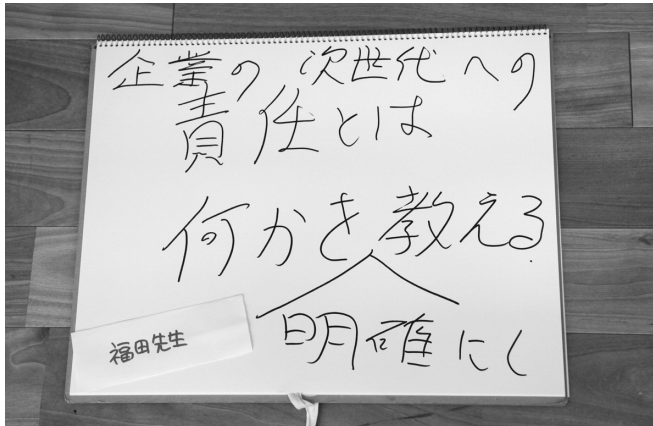 企業の 次世代への
責任とは
何かを教える
明確にし
福田先生